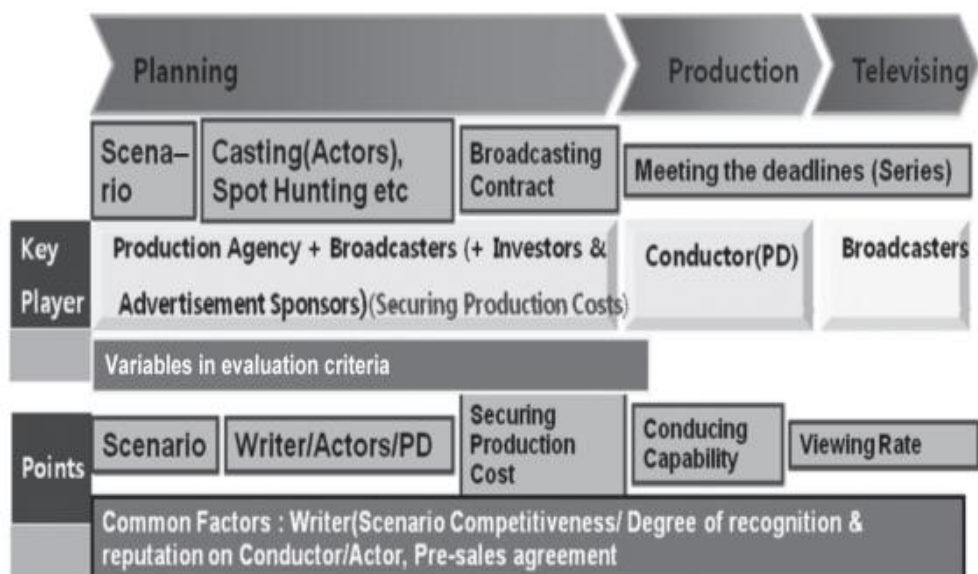 Planning
Production
Televising
Scena–
rio
Casting(Actors),
Spot Hunting etc
Broadcasting
Contract
Meeting the deadlines (Series)
Key
Player
Production Agency + Broadcasters (+ Investors &
Advertisement Sponsors)(Securing Production Costs)
Conductor(PD)
Broadcasters
Variables in evaluation criteria
Points
Scenario
Writer/Actors/PD
Securing
Production
Cost
Conducing
Capability
Viewing Rate
Common Factors : Writer(Scenario Competitiveness/ Degree of recognition &
reputation on Conductor/Actor, Pre-sales agreement